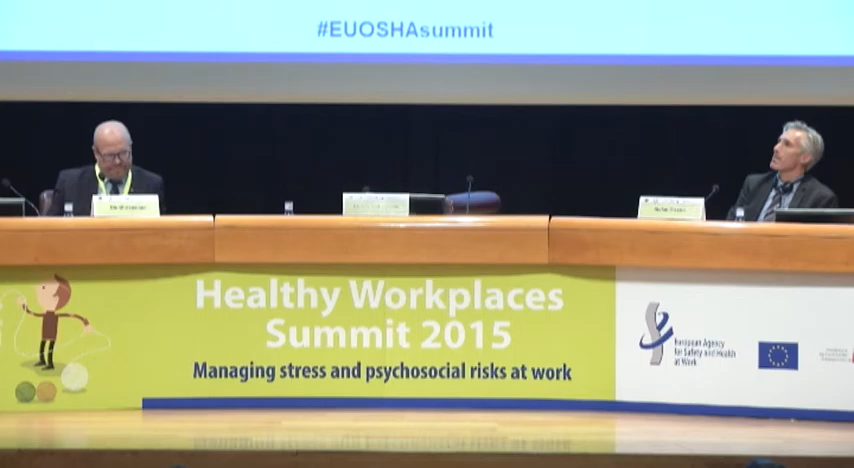 #EUOSHAsummit
Healthy Workplaces
Summit 2015
Managing stress and psychosocial risks at work
European Agency
for Safety and Health
at Work